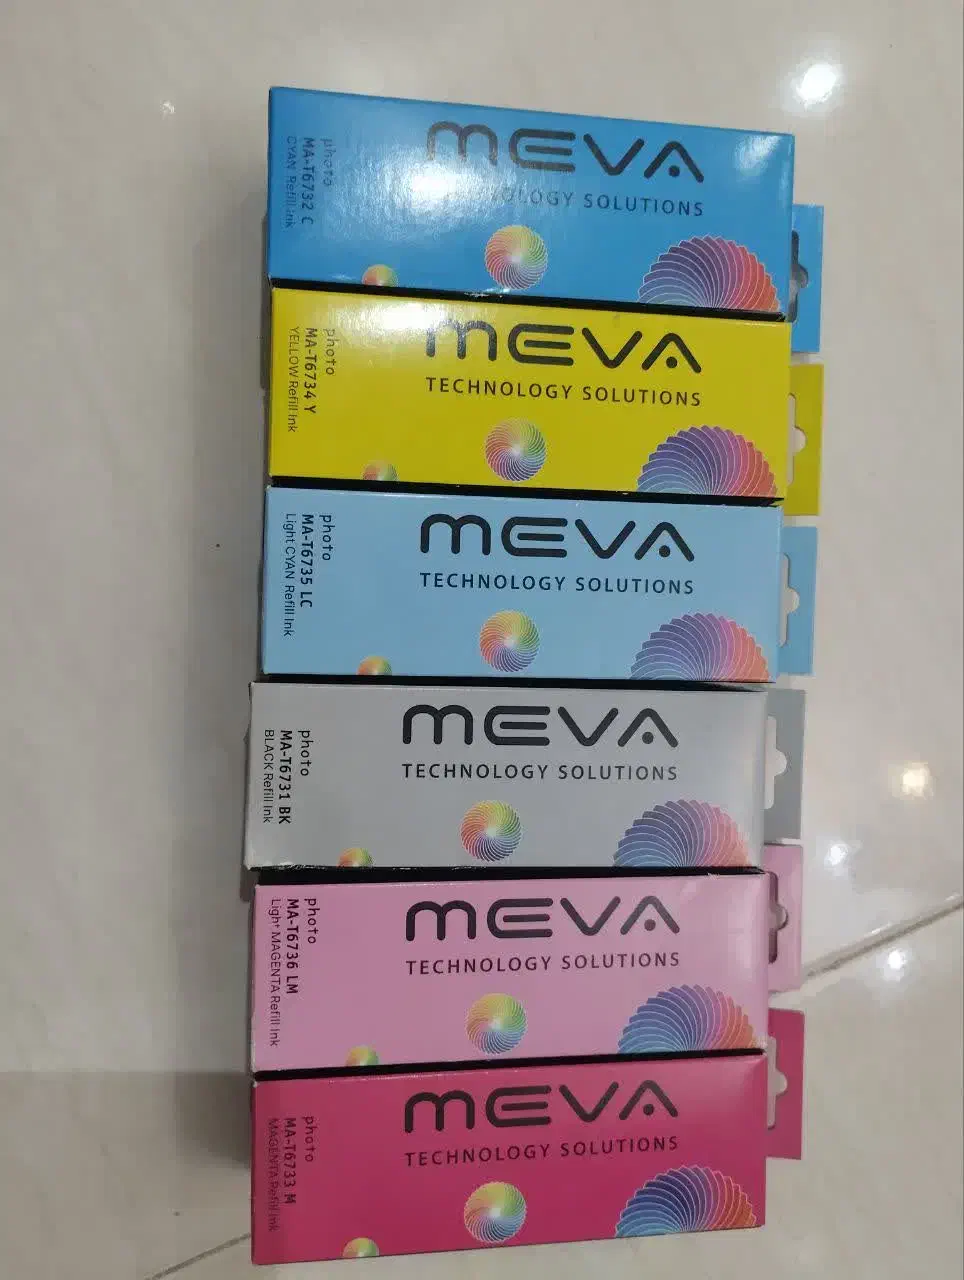 MEVA
TECHNOLOGY SOLUTIONS
photo
MA-T6732 C
CYAN Refill Ink
MEVA
TECHNOLOGY SOLUTIONS
photo
MA-T6734 Y
YELLOW Refill Ink
MEVA
TECHNOLOGY SOLUTIONS
photo
MA-T6735 LC
Light CYAN Refill Ink
MEVA
TECHNOLOGY SOLUTIONS
photo
MA-T6731 BK
BLACK Refill Ink
MEVA
TECHNOLOGY SOLUTIONS
photo
MA-T6736 LM
Light MAGENTA Refill Ink
MEVA
TECHNOLOGY SOLUTIONS
photo
MA-T6733 M
MAGENTA Refill Ink